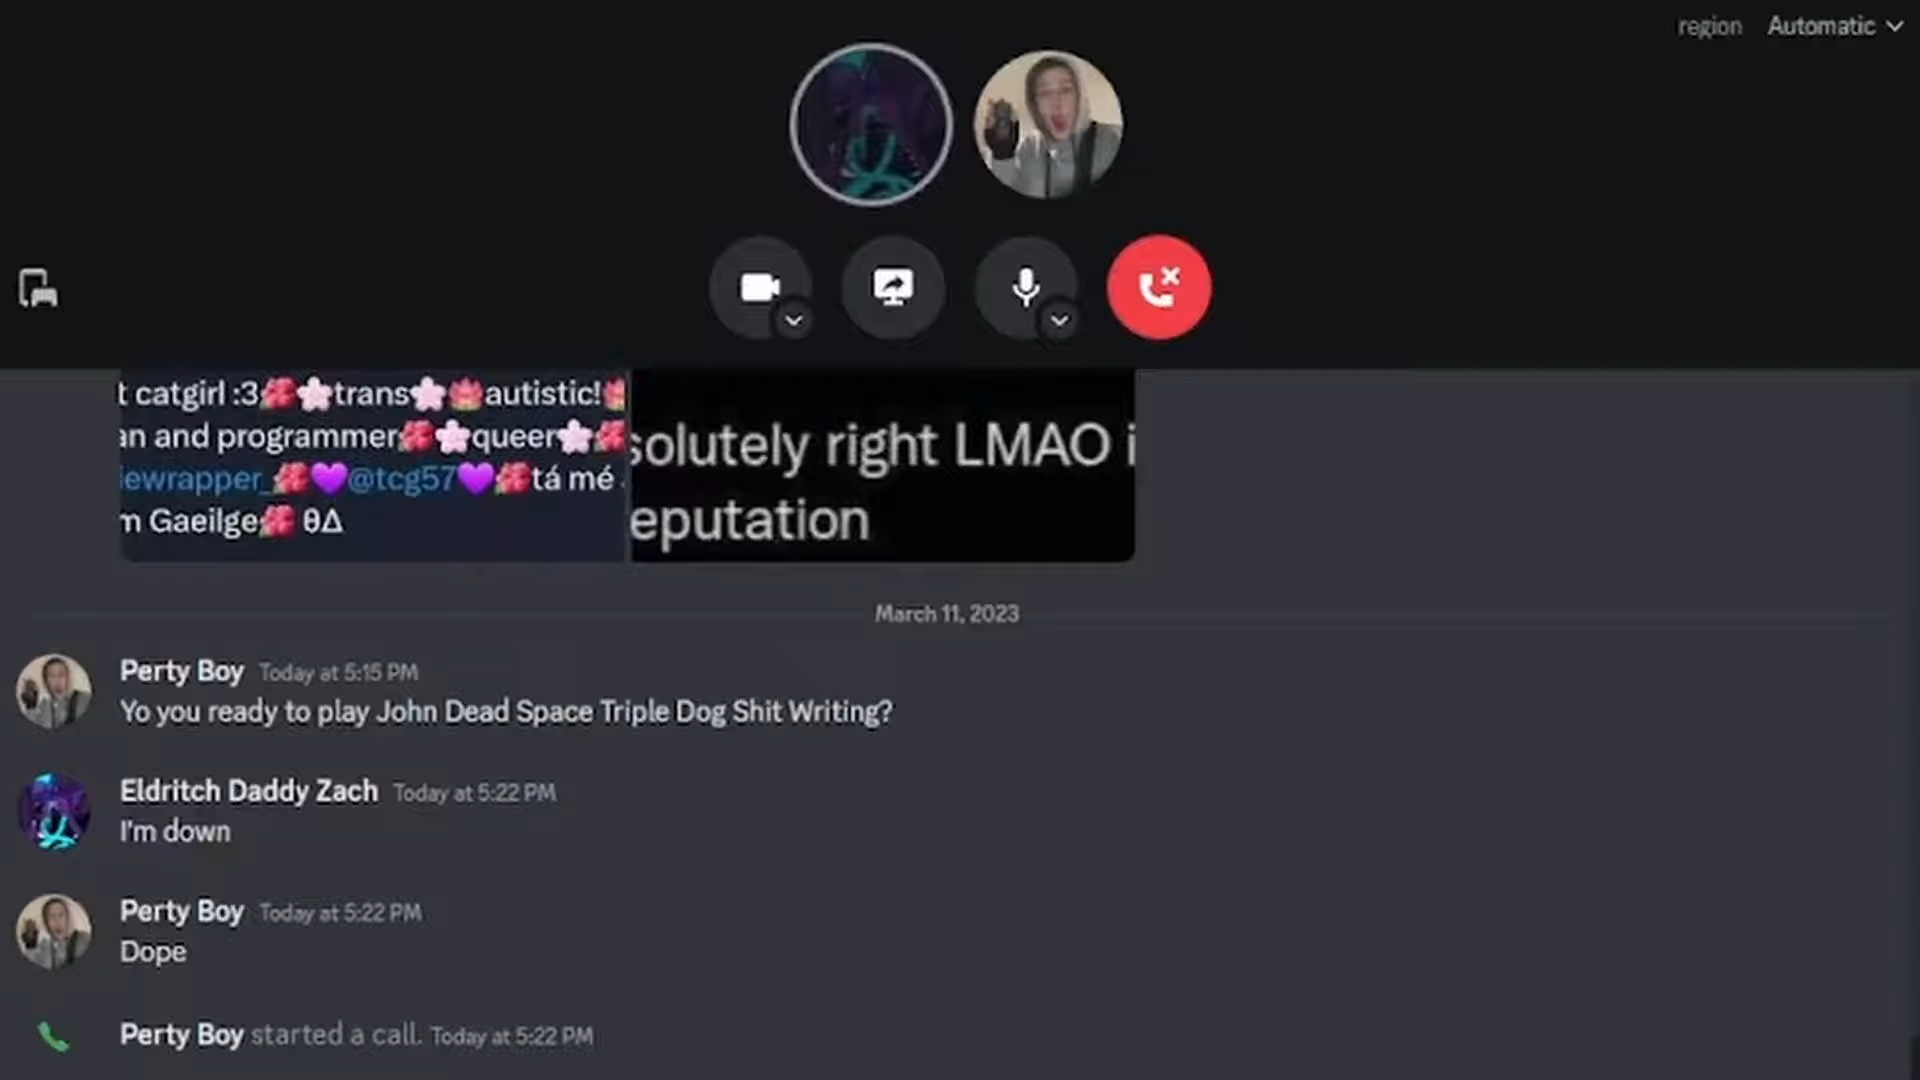 region Automatic
t catgirl :3🌺🌸trans🌸🪷autistic!🪷
an and programmer🌺🌸queer🌸🌺
iewrapper_🌺💜@tcg57💜🌺tá mé
m Gaeilge🌺 θΔ
solutely right LMAO i
eputation
March 11, 2023
Perty Boy Today at 5:15 PM
Yo you ready to play John Dead Space Triple Dog Shit Writing?
Eldritch Daddy Zach Today at 5:22 PM
I'm down
Perty Boy Today at 5:22 PM
Dope
Perty Boy started a call. Today at 5:22 PM